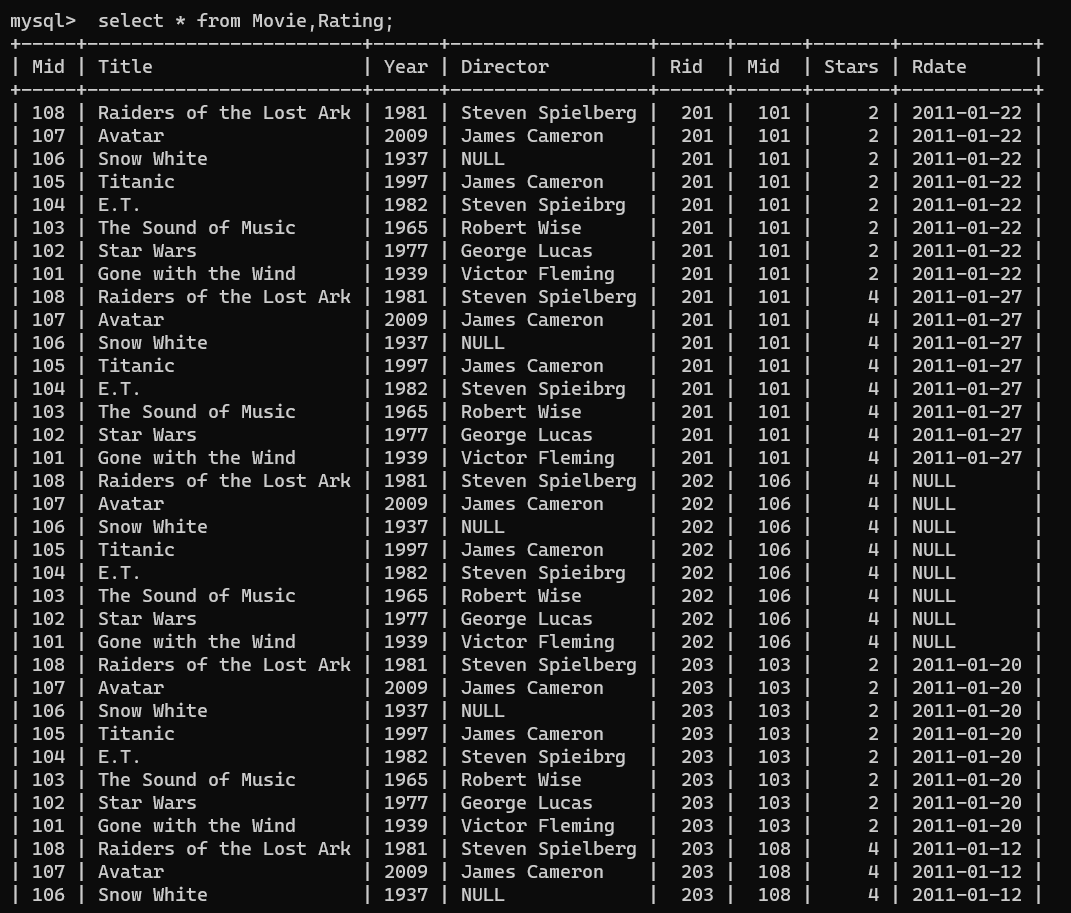 mysql>  select * from Movie,Rating;
+-----+-------------------------+------+------------------+------+------+-------+------------+
| Mid | Title                   | Year | Director         | Rid  | Mid  | Stars | Rdate      |
+-----+-------------------------+------+------------------+------+------+-------+------------+
| 108 | Raiders of the Lost Ark | 1981 | Steven Spielberg |  201 |  101 |     2 | 2011-01-22 |
| 107 | Avatar                  | 2009 | James Cameron    |  201 |  101 |     2 | 2011-01-22 |
| 106 | Snow White              | 1937 | NULL             |  201 |  101 |     2 | 2011-01-22 |
| 105 | Titanic                 | 1997 | James Cameron    |  201 |  101 |     2 | 2011-01-22 |
| 104 | E.T.                    | 1982 | Steven Spieibrg  |  201 |  101 |     2 | 2011-01-22 |
| 103 | The Sound of Music      | 1965 | Robert Wise      |  201 |  101 |     2 | 2011-01-22 |
| 102 | Star Wars               | 1977 | George Lucas     |  201 |  101 |     2 | 2011-01-22 |
| 101 | Gone with the Wind      | 1939 | Victor Fleming   |  201 |  101 |     2 | 2011-01-22 |
| 108 | Raiders of the Lost Ark | 1981 | Steven Spielberg |  201 |  101 |     4 | 2011-01-27 |
| 107 | Avatar                  | 2009 | James Cameron    |  201 |  101 |     4 | 2011-01-27 |
| 106 | Snow White              | 1937 | NULL             |  201 |  101 |     4 | 2011-01-27 |
| 105 | Titanic                 | 1997 | James Cameron    |  201 |  101 |     4 | 2011-01-27 |
| 104 | E.T.                    | 1982 | Steven Spieibrg  |  201 |  101 |     4 | 2011-01-27 |
| 103 | The Sound of Music      | 1965 | Robert Wise      |  201 |  101 |     4 | 2011-01-27 |
| 102 | Star Wars               | 1977 | George Lucas     |  201 |  101 |     4 | 2011-01-27 |
| 101 | Gone with the Wind      | 1939 | Victor Fleming   |  201 |  101 |     4 | 2011-01-27 |
| 108 | Raiders of the Lost Ark | 1981 | Steven Spielberg |  202 |  106 |     4 | NULL       |
| 107 | Avatar                  | 2009 | James Cameron    |  202 |  106 |     4 | NULL       |
| 106 | Snow White              | 1937 | NULL             |  202 |  106 |     4 | NULL       |
| 105 | Titanic                 | 1997 | James Cameron    |  202 |  106 |     4 | NULL       |
| 104 | E.T.                    | 1982 | Steven Spieibrg  |  202 |  106 |     4 | NULL       |
| 103 | The Sound of Music      | 1965 | Robert Wise      |  202 |  106 |     4 | NULL       |
| 102 | Star Wars               | 1977 | George Lucas     |  202 |  106 |     4 | NULL       |
| 101 | Gone with the Wind      | 1939 | Victor Fleming   |  202 |  106 |     4 | NULL       |
| 108 | Raiders of the Lost Ark | 1981 | Steven Spielberg |  203 |  103 |     2 | 2011-01-20 |
| 107 | Avatar                  | 2009 | James Cameron    |  203 |  103 |     2 | 2011-01-20 |
| 106 | Snow White              | 1937 | NULL             |  203 |  103 |     2 | 2011-01-20 |
| 105 | Titanic                 | 1997 | James Cameron    |  203 |  103 |     2 | 2011-01-20 |
| 104 | E.T.                    | 1982 | Steven Spieibrg  |  203 |  103 |     2 | 2011-01-20 |
| 103 | The Sound of Music      | 1965 | Robert Wise      |  203 |  103 |     2 | 2011-01-20 |
| 102 | Star Wars               | 1977 | George Lucas     |  203 |  103 |     2 | 2011-01-20 |
| 101 | Gone with the Wind      | 1939 | Victor Fleming   |  203 |  103 |     2 | 2011-01-20 |
| 108 | Raiders of the Lost Ark | 1981 | Steven Spielberg |  203 |  108 |     4 | 2011-01-12 |
| 107 | Avatar                  | 2009 | James Cameron    |  203 |  108 |     4 | 2011-01-12 |
| 106 | Snow White              | 1937 | NULL             |  203 |  108 |     4 | 2011-01-12 |